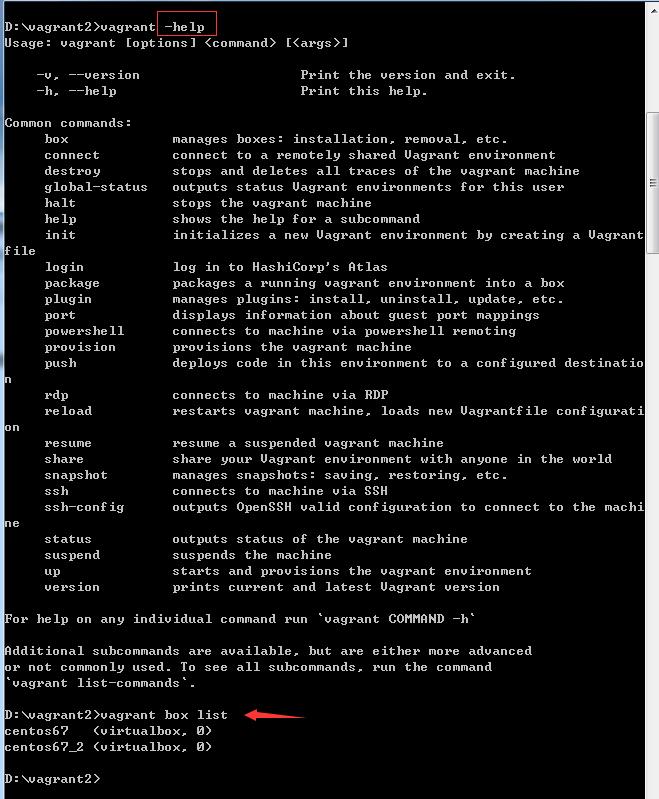 D:\vagrant2>vagrant -help
Usage: vagrant [options] <command> [<args>]
-v, --version Print the version and exit.
-h, --help Print this help.
Common commands:
box manages boxes: installation, removal, etc.
connect connect to a remotely shared Vagrant environment
destroy stops and deletes all traces of the vagrant machine
global-status outputs status Vagrant environments for this user
halt stops the vagrant machine
help shows the help for a subcommand
init initializes a new Vagrant environment by creating a Vagrant
file
login log in to HashiCorp's Atlas
package packages a running vagrant environment into a box
plugin manages plugins: install, uninstall, update, etc.
port displays information about guest port mappings
powershell connects to machine via powershell remoting
provision provisions the vagrant machine
push deploys code in this environment to a configured destinatio
n
rdp connects to machine via RDP
reload restarts vagrant machine, loads new Vagrantfile configurati
on
resume resume a suspended vagrant machine
share share your Vagrant environment with anyone in the world
snapshot manages snapshots: saving, restoring, etc.
ssh connects to machine via SSH
ssh-config outputs OpenSSH valid configuration to connect to the machi
ne
status outputs status of the vagrant machine
suspend suspends the machine
up starts and provisions the vagrant environment
version prints current and latest Vagrant version
For help on any individual command run `vagrant COMMAND -h`
Additional subcommands are available, but are either more advanced
or not commonly used. To see all subcommands, run the command
`vagrant list-commands`.
D:\vagrant2>vagrant box list
centos67 (virtualbox, 0)
centos67_2 (virtualbox, 0)
D:\vagrant2>